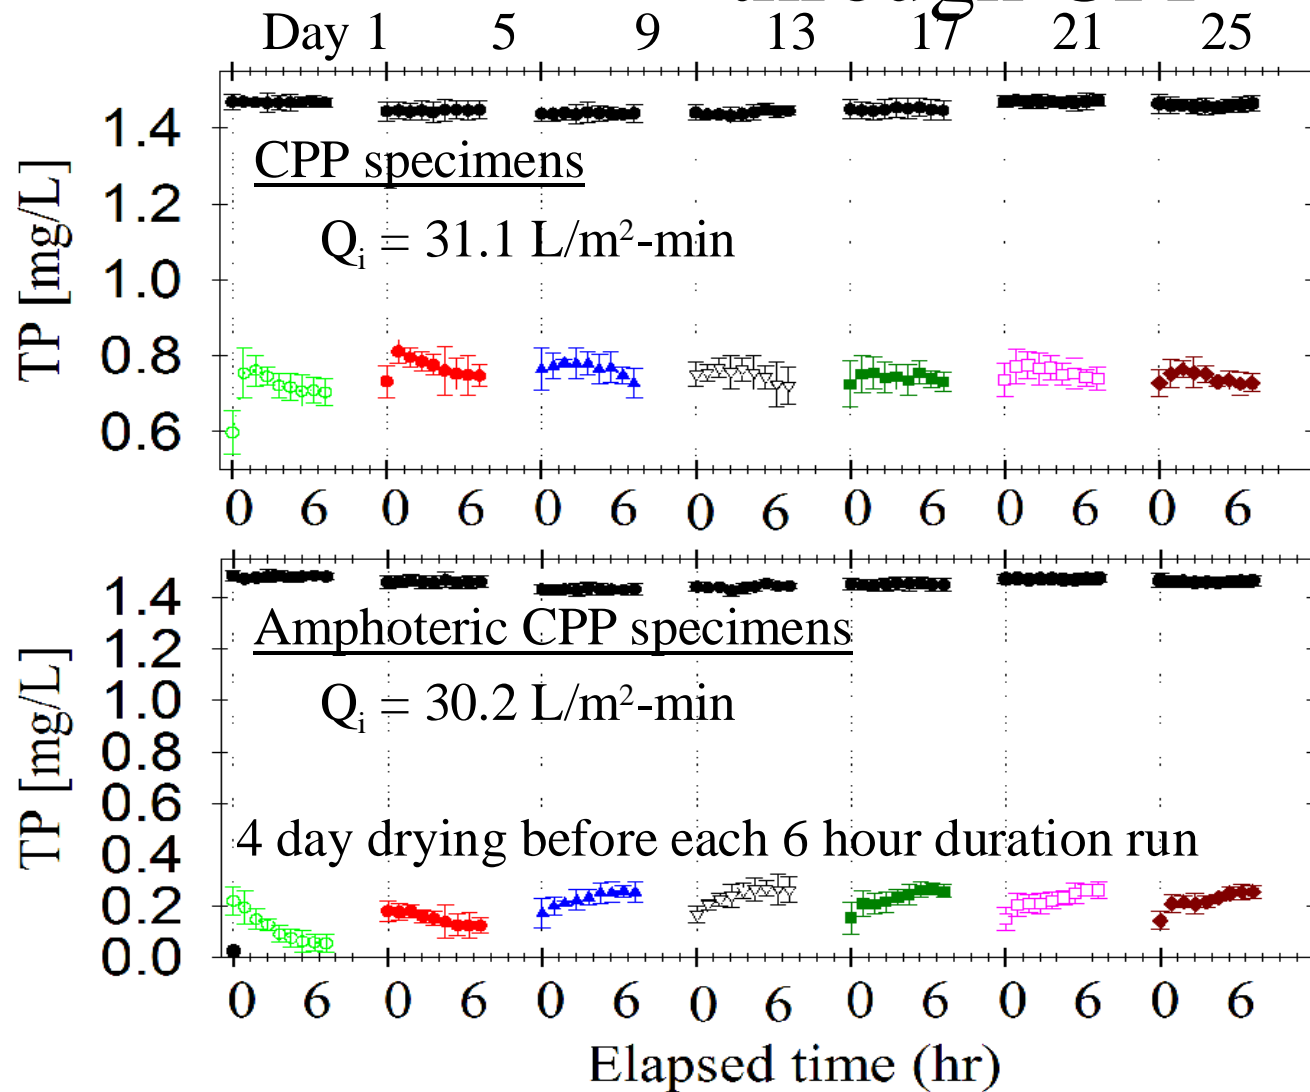 Day 1 5 9 13 17 21 25
TP [mg/L]
1.4
1.2
1.0
0.8
0.6
CPP specimens
Qᵢ = 31.1 L/m²-min
0 6 0 6 0 6 0 6 0 6 0 6 0 6
TP [mg/L]
1.4
1.2
1.0
0.8
0.6
0.4
0.2
0.0
Amphoteric CPP specimens
Qᵢ = 30.2 L/m²-min
4 day drying before each 6 hour duration run
0 6 0 6 0 6 0 6 0 6 0 6 0 6
Elapsed time (hr)